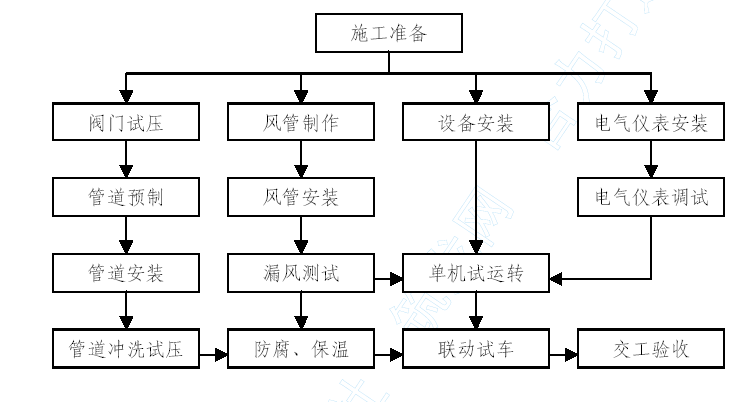 施工准备
阀门试压
风管制作
设备安装
电气仪表安装
管道预制
风管安装
电气仪表调试
管道安装
漏风测试
单机试运转
管道冲洗试压
防腐、保温
联动试车
交工验收